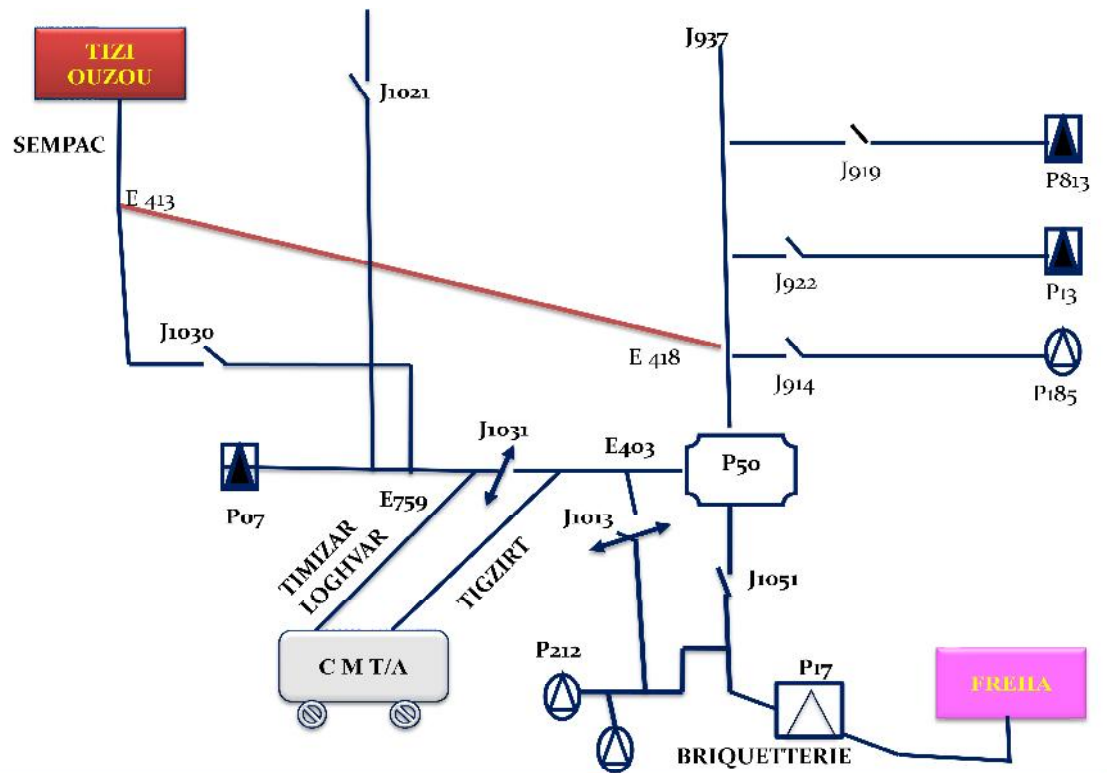 TIZI
OUZOU
J937
J1021
SEMPAC
J919
P813
E 413
J922
P13
J1030
E 418
J914
P185
J1031
E403
P50
P07
E759
J1013
TIMIZAR
LOGHVAR
TIGZIRT
J1051
C M T/A
P212
P17
FREHA
BRIQUETTERIE